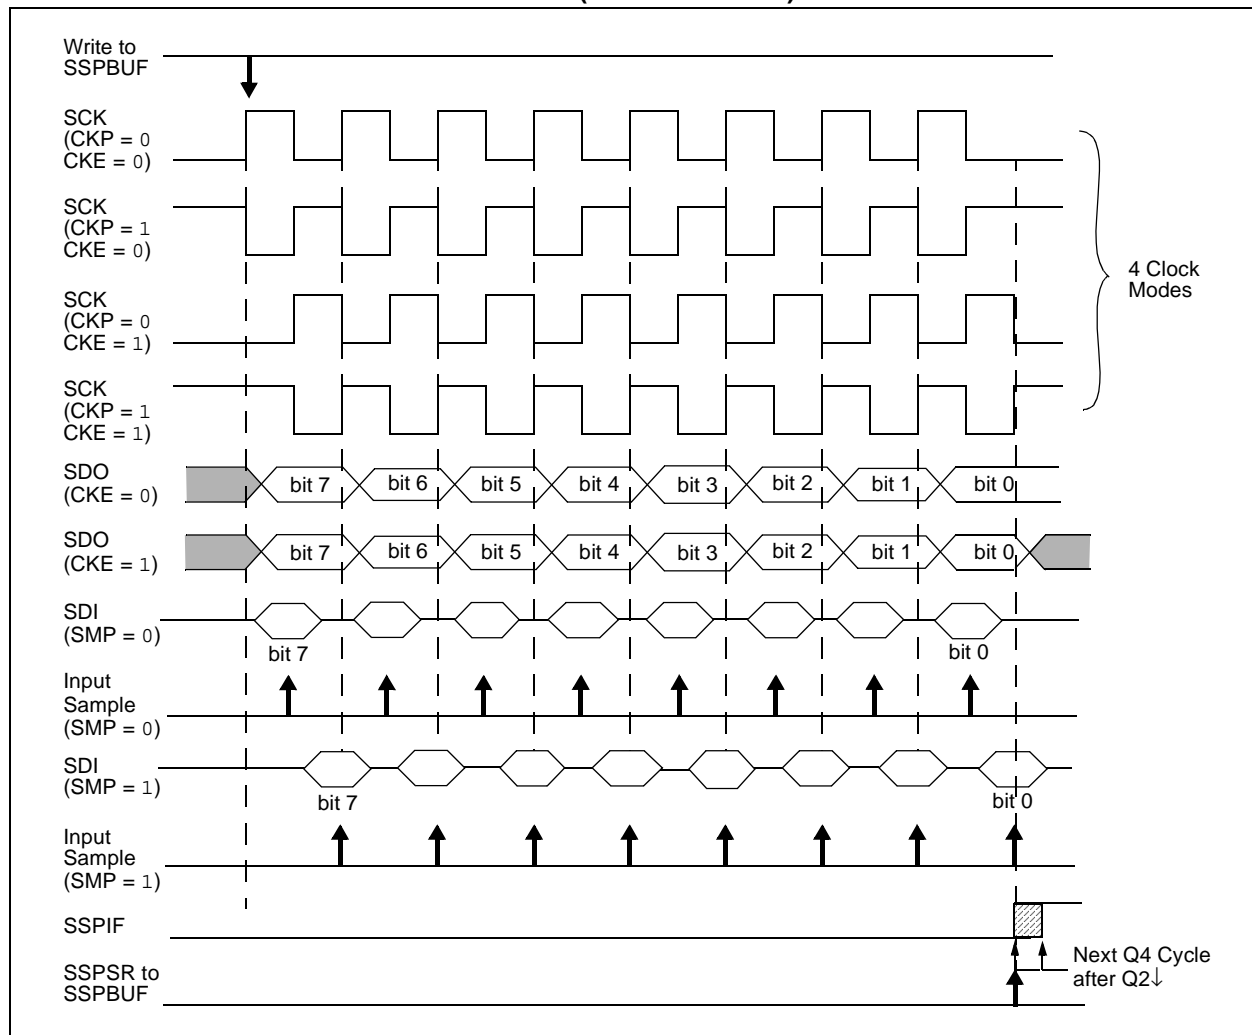 Write to
SSPBUF
SCK
(CKP = 0
CKE = 0)
SCK
(CKP = 1
CKE = 0)
4 Clock
Modes
SCK
(CKP = 0
CKE = 1)
SCK
(CKP = 1
CKE = 1)
SDO
(CKE = 0)
bit 7 bit 6 bit 5 bit 4 bit 3 bit 2 bit 1 bit 0
SDO
(CKE = 1)
bit 7 bit 6 bit 5 bit 4 bit 3 bit 2 bit 1 bit 0
SDI
(SMP = 0)
bit 7 bit 0
Input
Sample
(SMP = 0)
SDI
(SMP = 1)
bit 7 bit 0
Input
Sample
(SMP = 1)
SSPIF
Next Q4 Cycle
after Q2↓
SSPSR to
SSPBUF